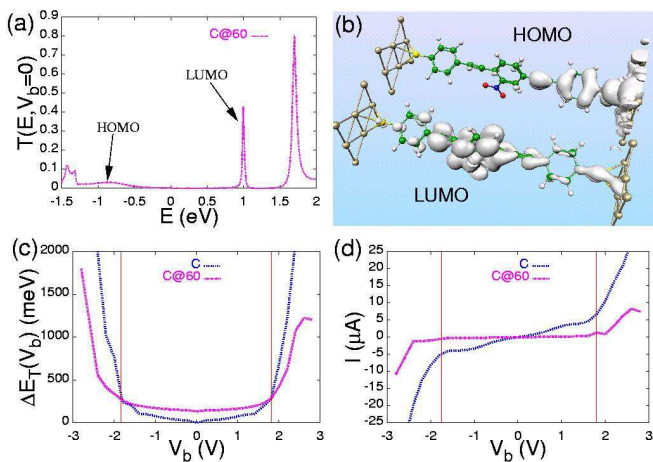 (a)
T(E,V_b=0)
0.8
0.7
0.6
0.5
0.4
0.3
0.2
0.1
0
C@60
LUMO
HOMO
-1.5 -1 -0.5 0 0.5 1 1.5 2
E (eV)
(b)
HOMO
LUMO
(c)
ΔE_T(V_b) (meV)
2000
1500
1000
500
0
C
C@60
-3 -2 -1 0 1 2 3
V_b (V)
(d)
I (μA)
25
20
15
10
5
0
-5
-10
-15
-20
-25
C
C@60
-3 -2 -1 0 1 2 3
V_b (V)